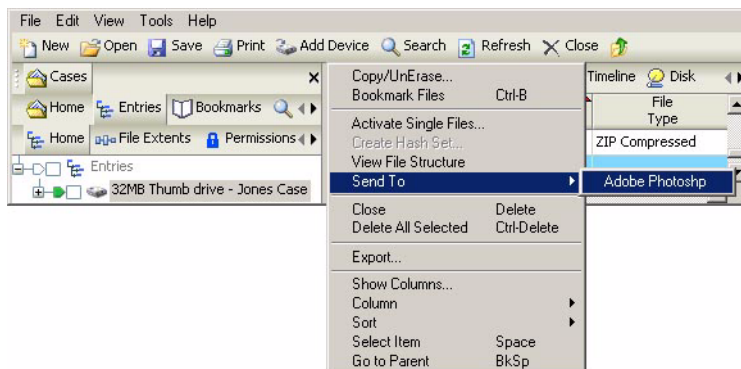 File Edit View Tools Help
New Open Save Print Add Device Search Refresh Close
Cases
Home Entries Bookmarks
Home File Extents Permissions
Entries
32MB Thumb drive - Jones Case
Copy/UnErase...
Bookmark Files Ctrl-B
Activate Single Files...
Create Hash Set...
View File Structure
Send To
Close Delete
Delete All Selected Ctrl-Delete
Export...
Show Columns...
Column
Sort
Select Item Space
Go to Parent BkSp
Adobe Photoshp
Timeline Disk
File
Type
ZIP Compressed